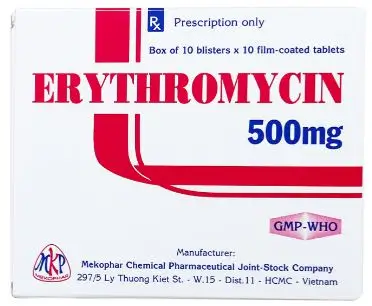 Rx Prescription only
Box of 10 blisters x 10 film-coated tablets
ERYTHROMYCIN
500mg
GMP-WHO
Manufacturer:
MKP
MEKOPHAR
Mekophar Chemical Pharmaceutical Joint-Stock Company
297/5 Ly Thuong Kiet St. - W.15 - Dist.11 - HCMC - Vietnam